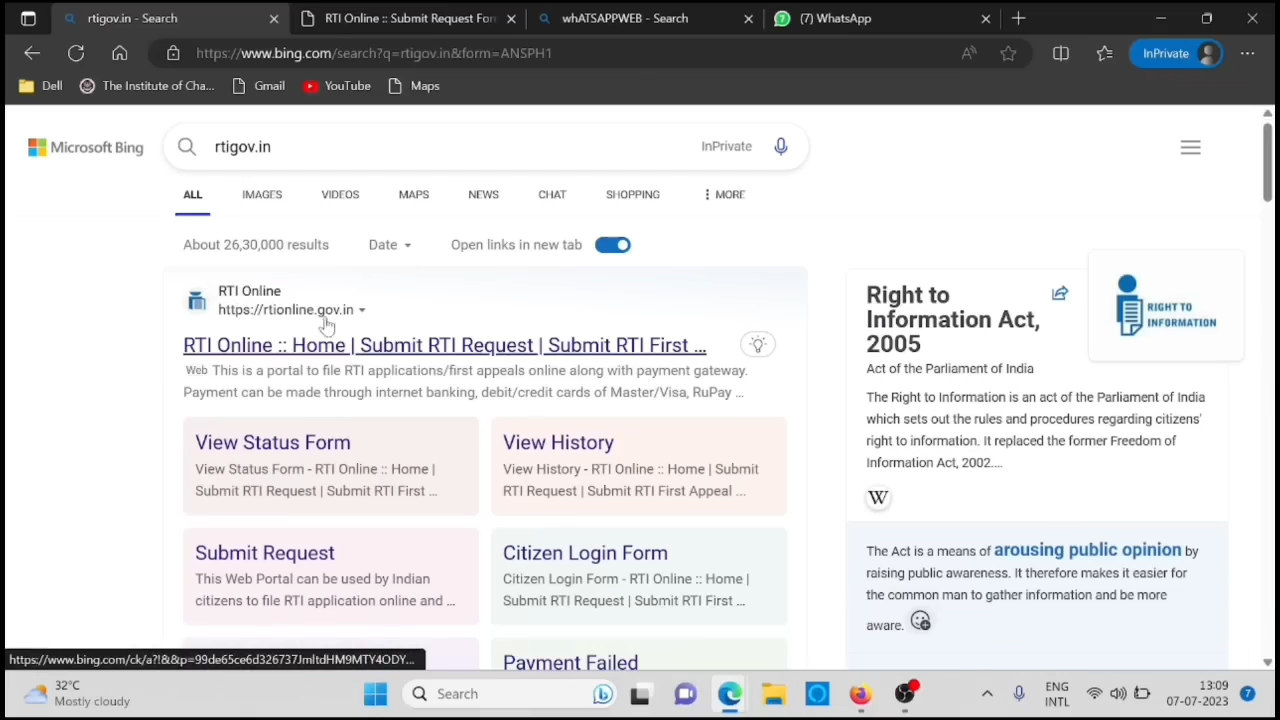 rtigov.in - Search
RTI Online :: Submit Request Form
whATSAPPWEB - Search
(7) WhatsApp
https://www.bing.com/search?q=rtigov.in&form=ANSPH1
InPrivate
Dell
The Institute of Cha...
Gmail
YouTube
Maps
Microsoft Bing
rtigov.in
InPrivate
ALL
IMAGES
VIDEOS
MAPS
NEWS
CHAT
SHOPPING
MORE
About 26,30,000 results
Date
Open links in new tab
RTI Online
https://rtionline.gov.in
RTI Online :: Home | Submit RTI Request | Submit RTI First ...
Web This is a portal to file RTI applications/first appeals online along with payment gateway.
Payment can be made through internet banking, debit/credit cards of Master/Visa, RuPay ...
View Status Form
View Status Form - RTI Online :: Home |
Submit RTI Request | Submit RTI First ...
View History
View History - RTI Online :: Home | Submit
RTI Request | Submit RTI First Appeal ...
Submit Request
This Web Portal can be used by Indian
citizens to file RTI application online and ...
Citizen Login Form
Citizen Login Form - RTI Online :: Home |
Submit RTI Request | Submit RTI First ...
Payment Failed
Right to
Information Act,
2005
Act of the Parliament of India
RIGHT TO
INFORMATION
The Right to Information is an act of the Parliament of India
which sets out the rules and procedures regarding citizens'
right to information. It replaced the former Freedom of
Information Act, 2002....
W
The Act is a means of arousing public opinion by
raising public awareness. It therefore makes it easier for
the common man to gather information and be more
aware.
https://www.bing.com/ck/a?!&&p=99de65ce6d326737JmltdHM9MTY4ODY...
32°C
Mostly cloudy
Search
ENG
INTL
13:09
07-07-2023
7